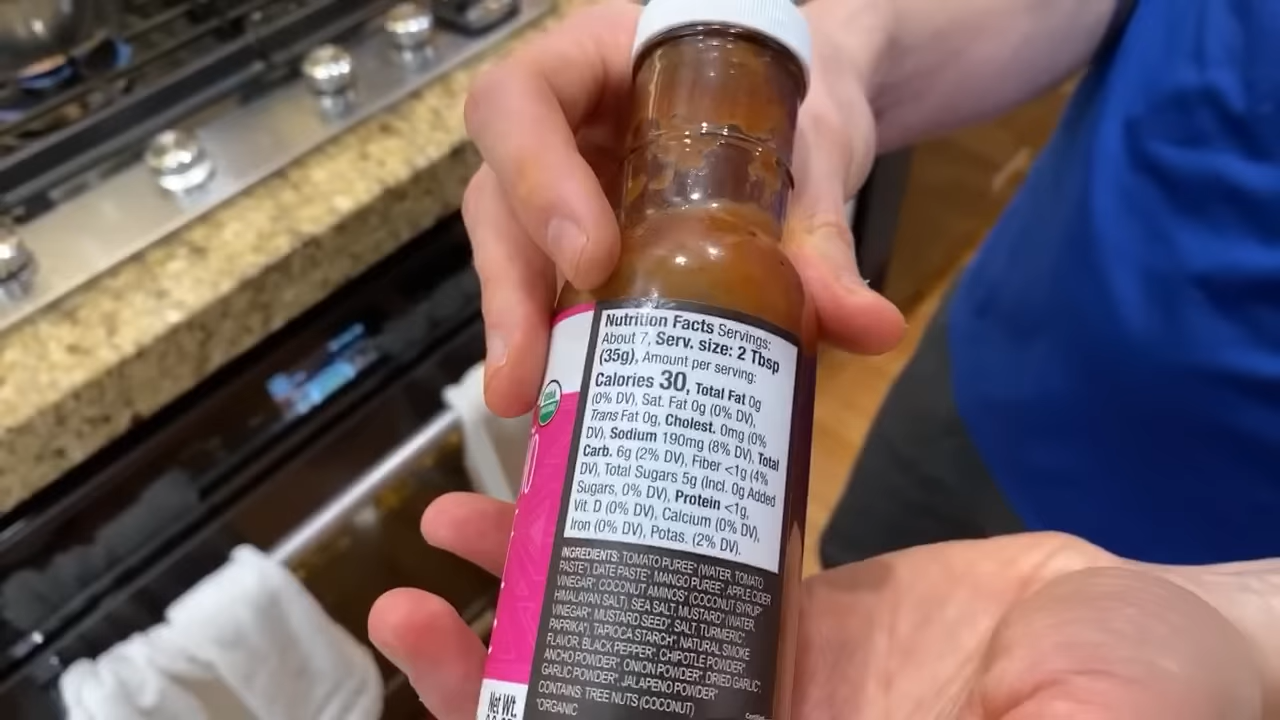 Nutrition Facts Servings:
About 7, Serv. size: 2 Tbsp
(35g), Amount per serving:
Calories 30, Total Fat 0g
(0% DV), Sat. Fat 0g (0% DV),
Trans Fat 0g, Cholest. 0mg (0%
DV), Sodium 190mg (8% DV), Total
Carb. 6g (2% DV), Fiber <1g (4%
DV), Total Sugars 5g (Incl. 0g Added
Sugars, 0% DV), Protein <1g,
Vit. D (0% DV), Calcium (0% DV),
Iron (0% DV), Potas. (2% DV).
INGREDIENTS: TOMATO PUREE* (WATER, TOMATO
PASTE*), DATE PASTE*, MANGO PUREE*, APPLE CIDER
VINEGAR*, COCONUT AMINOS* (COCONUT SYRUP*,
HIMALAYAN SALT), SEA SALT, MUSTARD* (WATER,
VINEGAR*, MUSTARD SEED*, SALT, TURMERIC*,
PAPRIKA*), TAPIOCA STARCH*, NATURAL SMOKE
FLAVOR, BLACK PEPPER*, CHIPOTLE POWDER*,
ANCHO POWDER*, ONION POWDER*, DRIED GARLIC*,
GARLIC POWDER*, JALAPENO POWDER*
CONTAINS: TREE NUTS (COCONUT)
*ORGANIC
Net Wt.
USDA